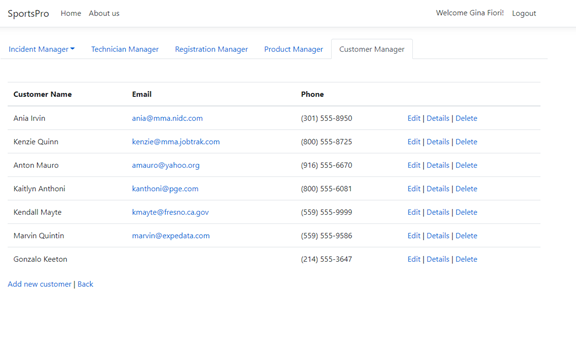 SportsPro Home About us Welcome Gina Fiori! Logout
Incident Manager Technician Manager Registration Manager Product Manager Customer Manager
Customer Name Email Phone
Ania Irvin ania@mma.nidc.com (301) 555-8950 Edit | Details | Delete
Kenzie Quinn kenzie@mma.jobtrak.com (800) 555-8725 Edit | Details | Delete
Anton Mauro amauro@yahoo.org (916) 555-6670 Edit | Details | Delete
Kaitlyn Anthoni kanthoni@pge.com (800) 555-6081 Edit | Details | Delete
Kendall Mayte kmayte@fresno.ca.gov (559) 555-9999 Edit | Details | Delete
Marvin Quintin marvin@expedata.com (559) 555-9586 Edit | Details | Delete
Gonzalo Keeton (214) 555-3647 Edit | Details | Delete
Add new customer | Back